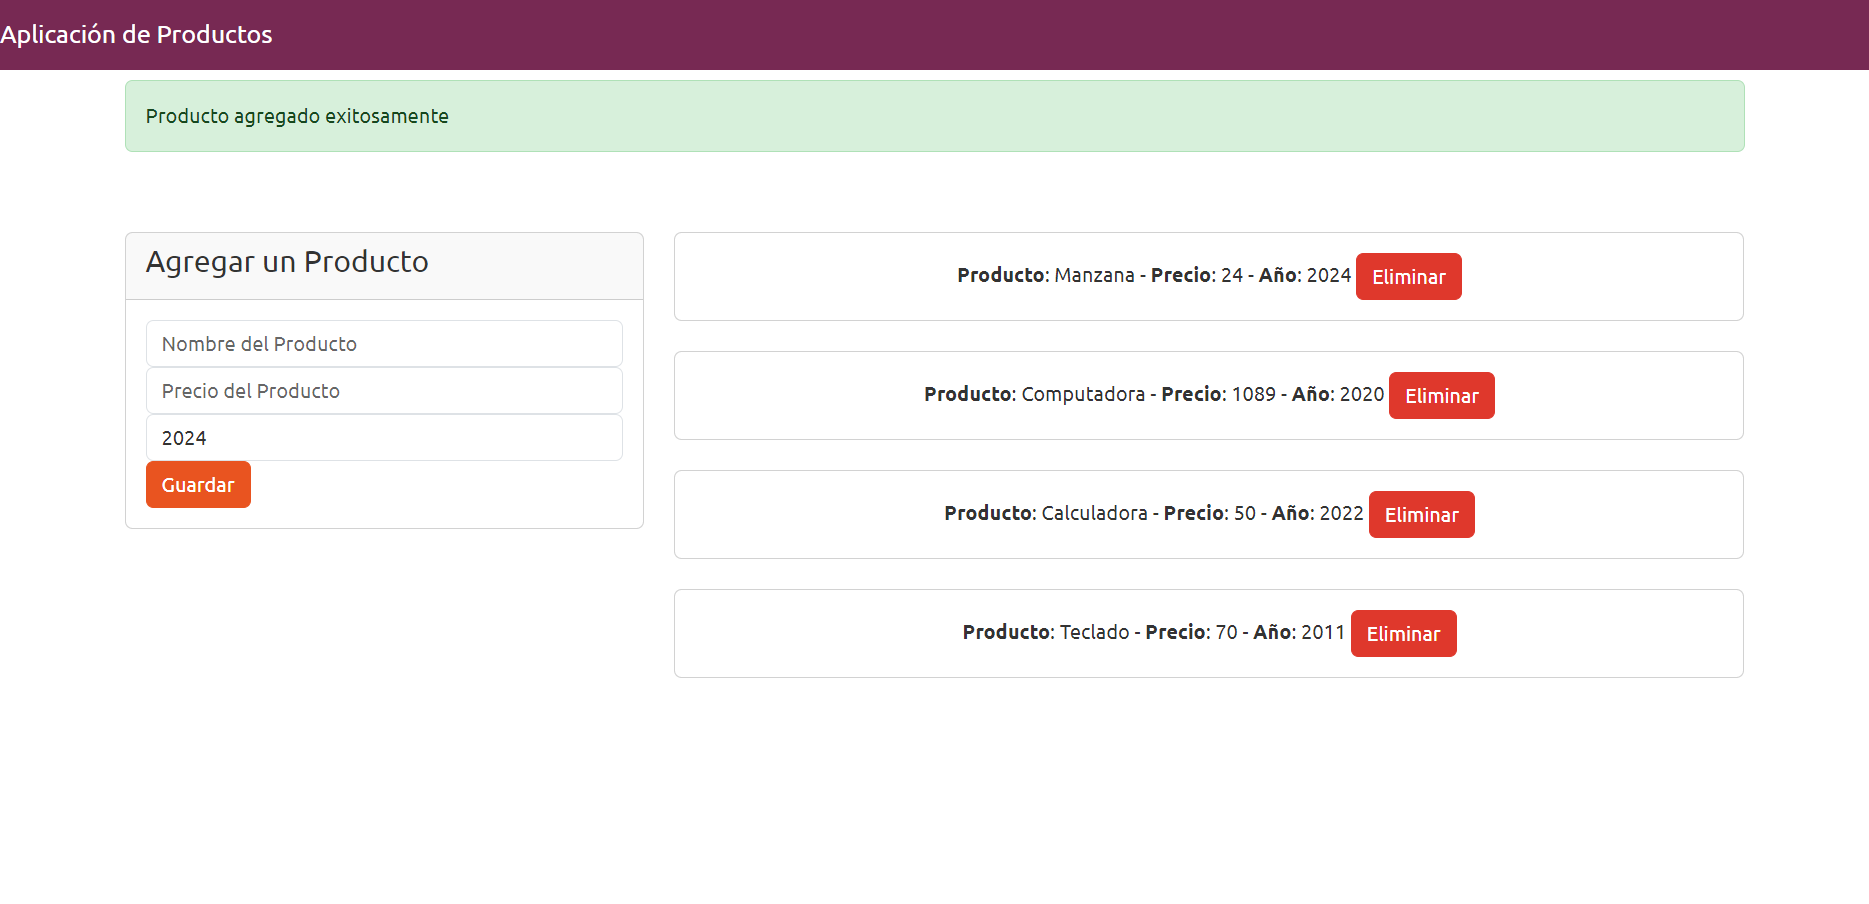 Aplicación de Productos
Producto agregado exitosamente
Agregar un Producto
Nombre del Producto
Precio del Producto
2024
Guardar
Producto: Manzana - Precio: 24 - Año: 2024 Eliminar
Producto: Computadora - Precio: 1089 - Año: 2020 Eliminar
Producto: Calculadora - Precio: 50 - Año: 2022 Eliminar
Producto: Teclado - Precio: 70 - Año: 2011 Eliminar